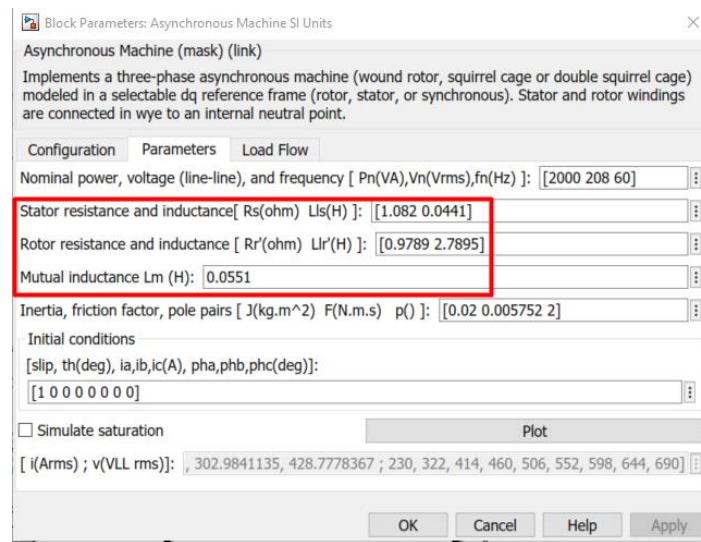 Block Parameters: Asynchronous Machine SI Units
Asynchronous Machine (mask) (link)
Implements a three-phase asynchronous machine (wound rotor, squirrel cage or double squirrel cage)
modeled in a selectable dq reference frame (rotor, stator, or synchronous). Stator and rotor windings
are connected in wye to an internal neutral point.
Configuration Parameters Load Flow
Nominal power, voltage (line-line), and frequency [ Pn(VA),Vn(Vrms),fn(Hz) ]: [2000 208 60]
Stator resistance and inductance[ Rs(ohm) Lls(H) ]: [1.082 0.0441]
Rotor resistance and inductance [ Rr'(ohm) Llr'(H) ]: [0.9789 2.7895]
Mutual inductance Lm (H): 0.0551
Inertia, friction factor, pole pairs [ J(kg.m^2) F(N.m.s) p() ]: [0.02 0.005752 2]
Initial conditions
[slip, th(deg), ia,ib,ic(A), pha,phb,phc(deg)]:
[1 0 0 0 0 0 0 0]
Simulate saturation Plot
[ i(Arms) ; v(VLL rms)]: , 302.9841135, 428.7778367 ; 230, 322, 414, 460, 506, 552, 598, 644, 690]
OK Cancel Help Apply